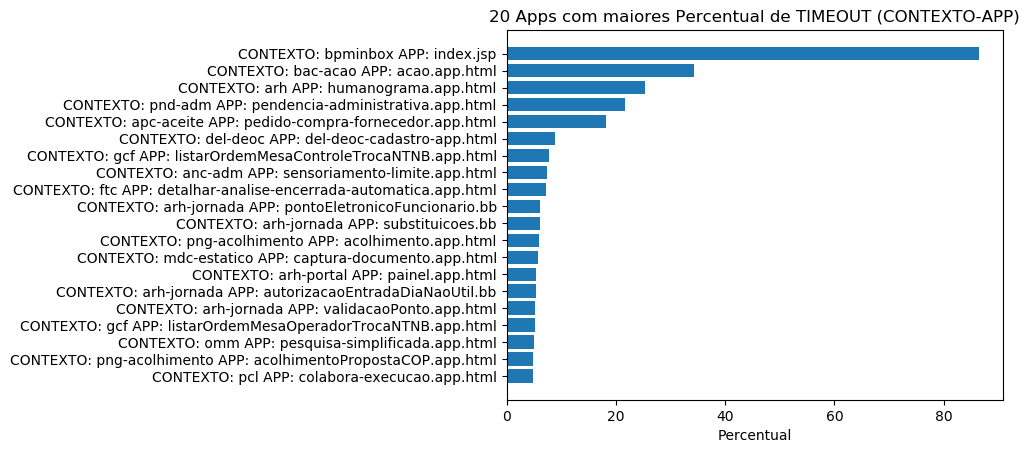 20 Apps com maiores Percentual de TIMEOUT (CONTEXTO-APP)
CONTEXTO: bpminbox APP: index.jsp
CONTEXTO: bac-acao APP: acao.app.html
CONTEXTO: arh APP: humanograma.app.html
CONTEXTO: pnd-adm APP: pendencia-administrativa.app.html
CONTEXTO: apc-aceite APP: pedido-compra-fornecedor.app.html
CONTEXTO: del-deoc APP: del-deoc-cadastro-app.html
CONTEXTO: gcf APP: listarOrdemMesaControleTrocaNTNB.app.html
CONTEXTO: anc-adm APP: sensoriamento-limite.app.html
CONTEXTO: ftc APP: detalhar-analise-encerrada-automatica.app.html
CONTEXTO: arh-jornada APP: pontoEletronicoFuncionario.bb
CONTEXTO: arh-jornada APP: substituicoes.bb
CONTEXTO: png-acolhimento APP: acolhimento.app.html
CONTEXTO: mdc-estatico APP: captura-documento.app.html
CONTEXTO: arh-portal APP: painel.app.html
CONTEXTO: arh-jornada APP: autorizacaoEntradaDiaNaoUtil.bb
CONTEXTO: arh-jornada APP: validacaoPonto.app.html
CONTEXTO: gcf APP: listarOrdemMesaOperadorTrocaNTNB.app.html
CONTEXTO: omm APP: pesquisa-simplificada.app.html
CONTEXTO: png-acolhimento APP: acolhimentoPropostaCOP.app.html
CONTEXTO: pcl APP: colabora-execucao.app.html
0 20 40 60 80
Percentual